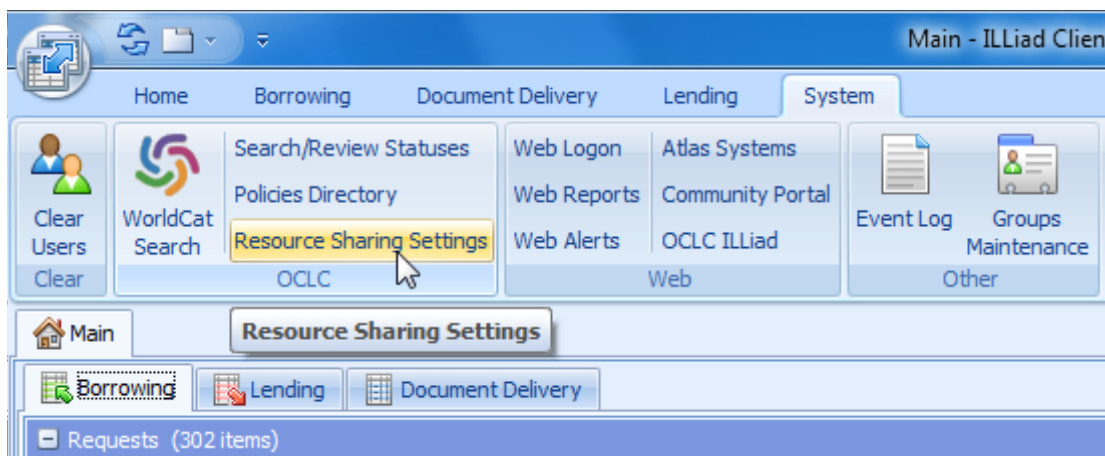 Main - ILLiad Clien
Home Borrowing Document Delivery Lending System
Clear Users
WorldCat Search
Search/Review Statuses
Policies Directory
Resource Sharing Settings
Web Logon
Web Reports
Web Alerts
Atlas Systems
Community Portal
OCLC ILLiad
Event Log
Groups Maintenance
Clear OCLC Web Other
Main
Resource Sharing Settings
Borrowing Lending Document Delivery
Requests (302 items)